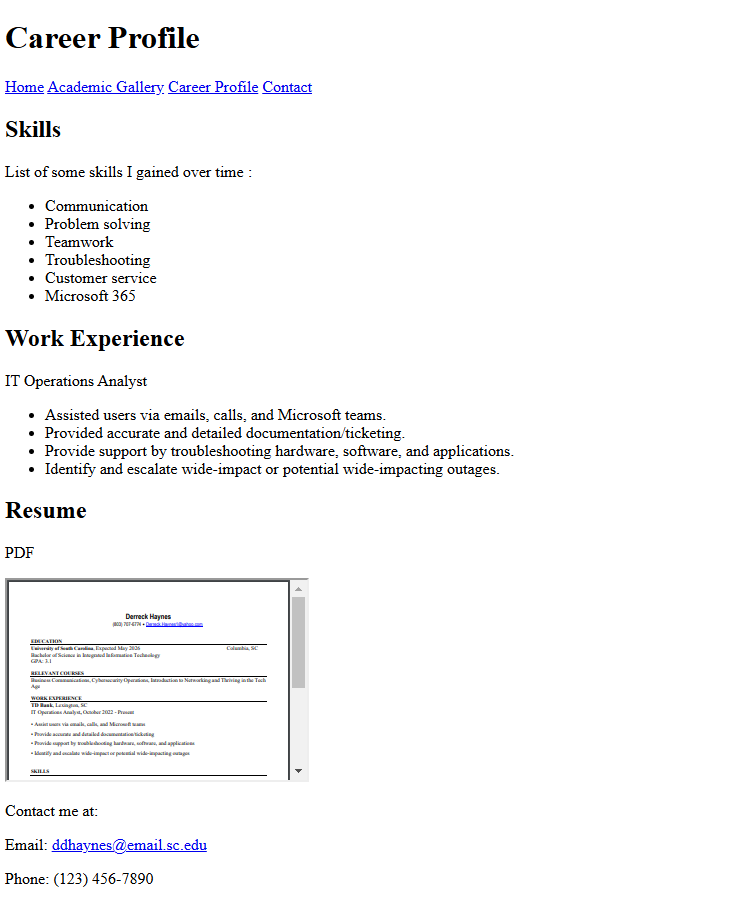 Career Profile
Home Academic Gallery Career Profile Contact
Skills
List of some skills I gained over time :
• Communication
• Problem solving
• Teamwork
• Troubleshooting
• Customer service
• Microsoft 365
Work Experience
IT Operations Analyst
• Assisted users via emails, calls, and Microsoft teams.
• Provided accurate and detailed documentation/ticketing.
• Provide support by troubleshooting hardware, software, and applications.
• Identify and escalate wide-impact or potential wide-impacting outages.
Resume
PDF
Derreck Haynes
(803) 707-6774 • Derreck.Haynes1@yahoo.com
EDUCATION
University of South Carolina, Expected May 2026 Columbia, SC
Bachelor of Science in Integrated Information Technology
GPA: 3.1
RELEVANT COURSES
Business Communications, Cybersecurity Operations, Introduction to Networking and Thriving in the Tech
Age
WORK EXPERIENCE
TD Bank, Lexington, SC
IT Operations Analyst, October 2022 - Present
• Assist users via emails, calls, and Microsoft teams
• Provide accurate and detailed documentation/ticketing
• Provide support by troubleshooting hardware, software, and applications
• Identify and escalate wide-impact or potential wide-impacting outages
SKILLS
Contact me at:
Email: ddhaynes@email.sc.edu
Phone: (123) 456-7890